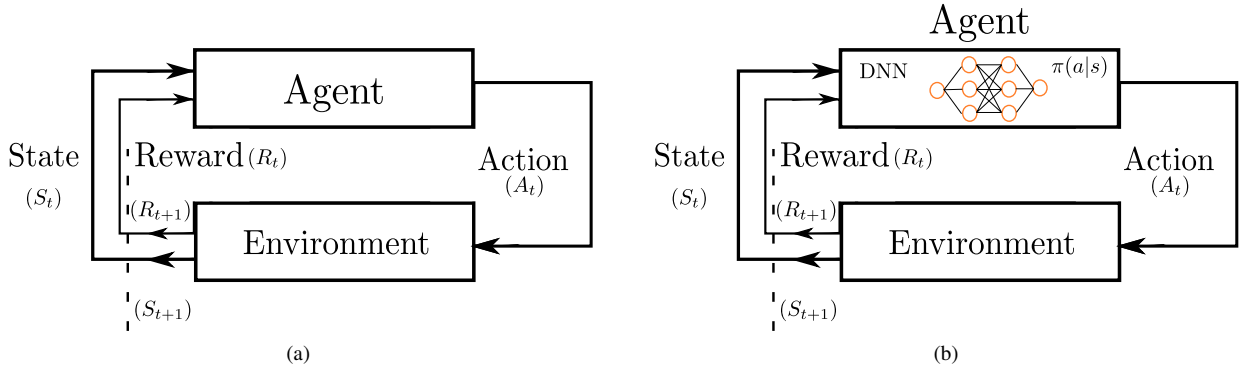 Agent
State
(S_t)
Reward (R_t)
Action
(A_t)
(R_{t+1})
Environment
(S_{t+1})
(a)
Agent
DNN
π(a|s)
State
(S_t)
Reward (R_t)
Action
(A_t)
(R_{t+1})
Environment
(S_{t+1})
(b)